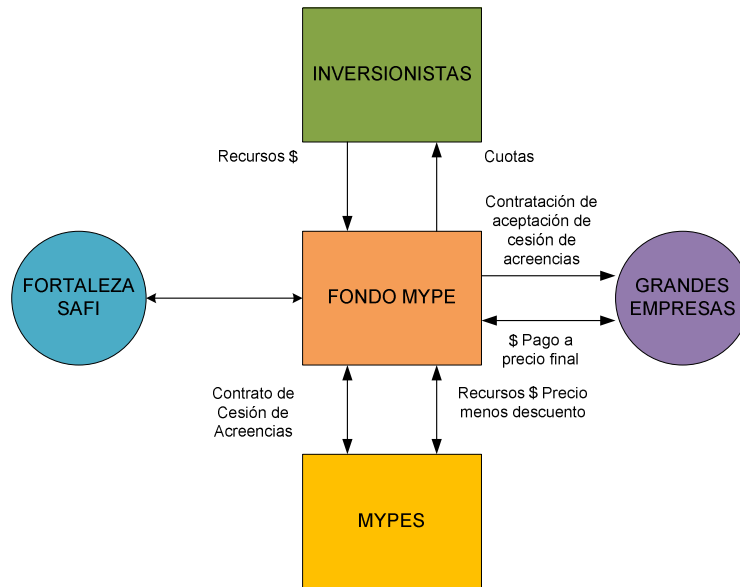 INVERSIONISTAS
Recursos $
Cuotas
Contratación de
aceptación de
cesión de
acreencias
FORTALEZA
SAFI
FONDO MYPE
GRANDES
EMPRESAS
$ Pago a
precio final
Contrato de
Cesión de
Acreencias
Recursos $ Precio
menos descuento
MYPES